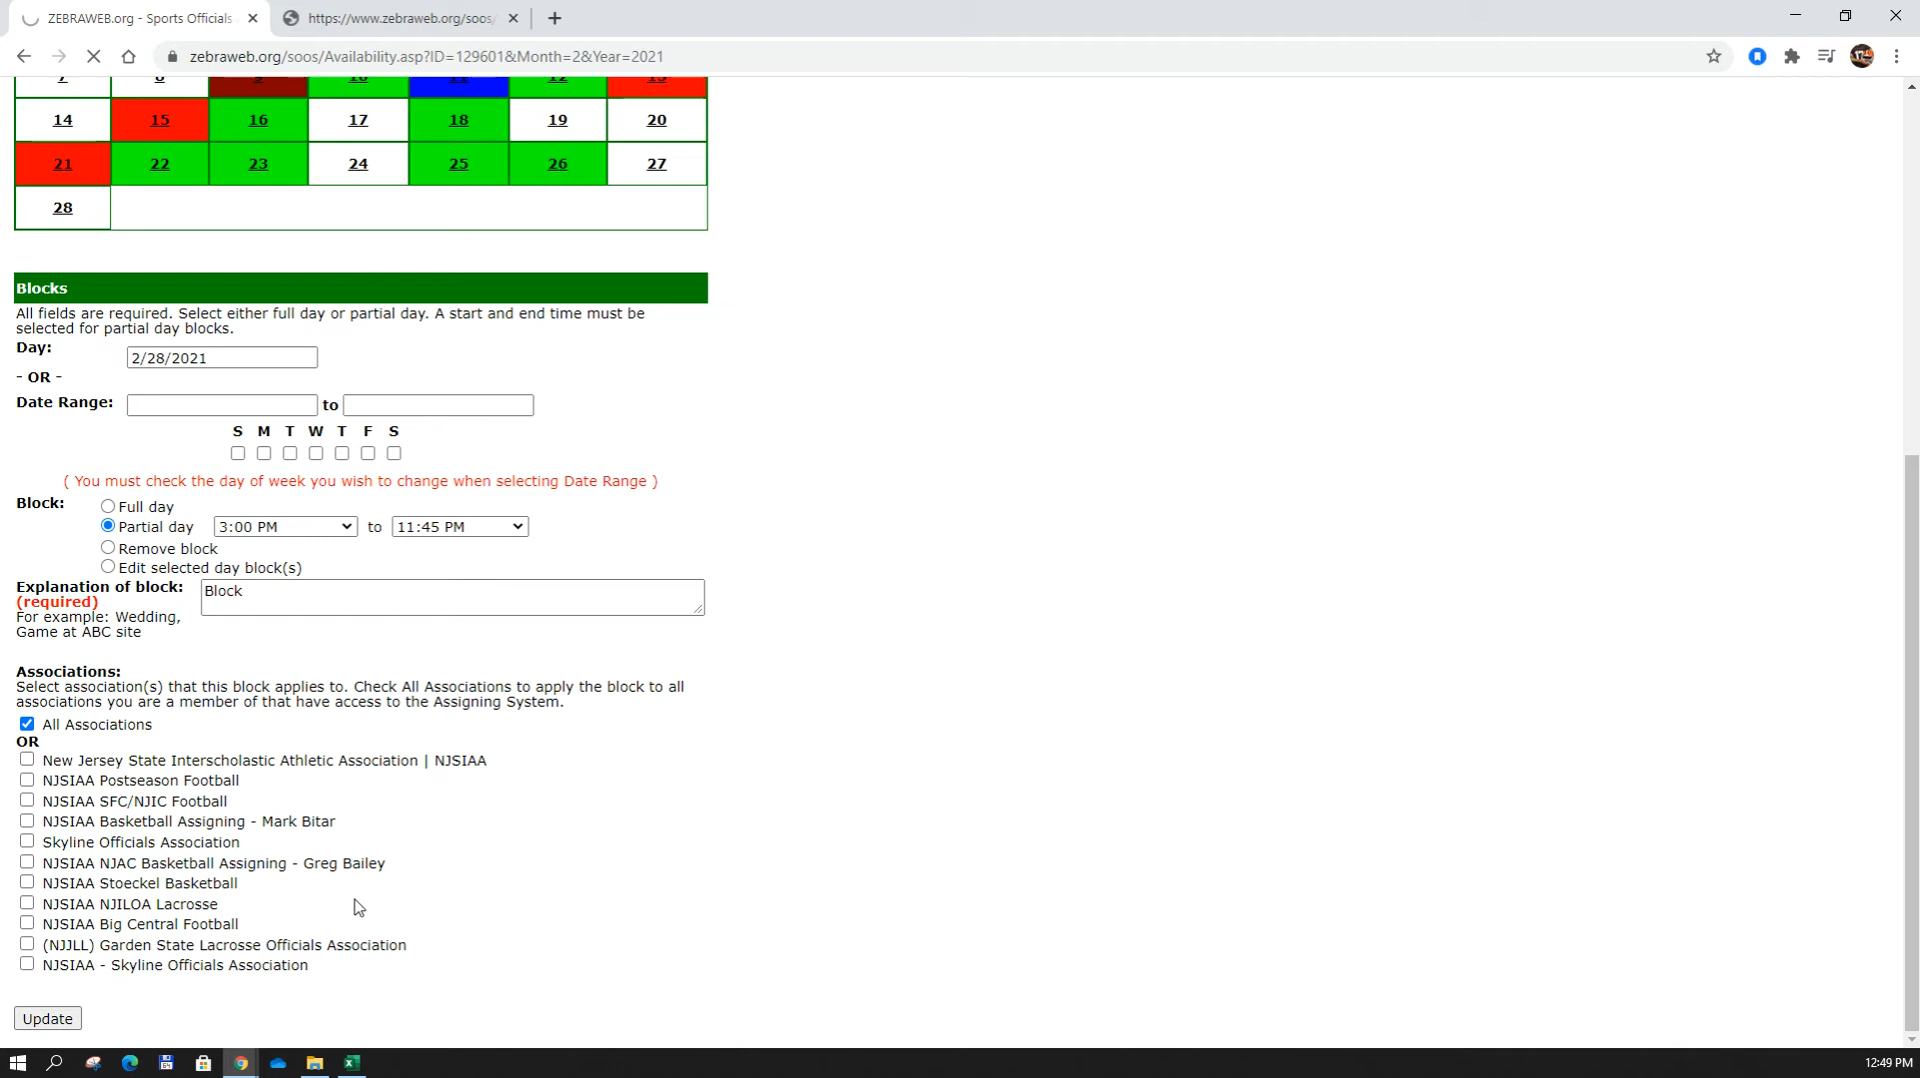 ZEBRAWEB.org - Sports Officials
https://www.zebraweb.org/soos/
zebraweb.org/soos/Availability.asp?ID=129601&Month=2&Year=2021
7 8 9 10 11 12 13
14 15 16 17 18 19 20
21 22 23 24 25 26 27
28
Blocks
All fields are required. Select either full day or partial day. A start and end time must be
selected for partial day blocks.
Day:
2/28/2021
- OR -
Date Range: to
S M T W T F S
( You must check the day of week you wish to change when selecting Date Range )
Block: Full day
Partial day 3:00 PM to 11:45 PM
Remove block
Edit selected day block(s)
Explanation of block: Block
(required)
For example: Wedding,
Game at ABC site
Associations:
Select association(s) that this block applies to. Check All Associations to apply the block to all
associations you are a member of that have access to the Assigning System.
All Associations
OR
New Jersey State Interscholastic Athletic Association | NJSIAA
NJSIAA Postseason Football
NJSIAA SFC/NJIC Football
NJSIAA Basketball Assigning - Mark Bitar
Skyline Officials Association
NJSIAA NJAC Basketball Assigning - Greg Bailey
NJSIAA Stoeckel Basketball
NJSIAA NJILOA Lacrosse
NJSIAA Big Central Football
(NJJLL) Garden State Lacrosse Officials Association
NJSIAA - Skyline Officials Association
Update
12:49 PM